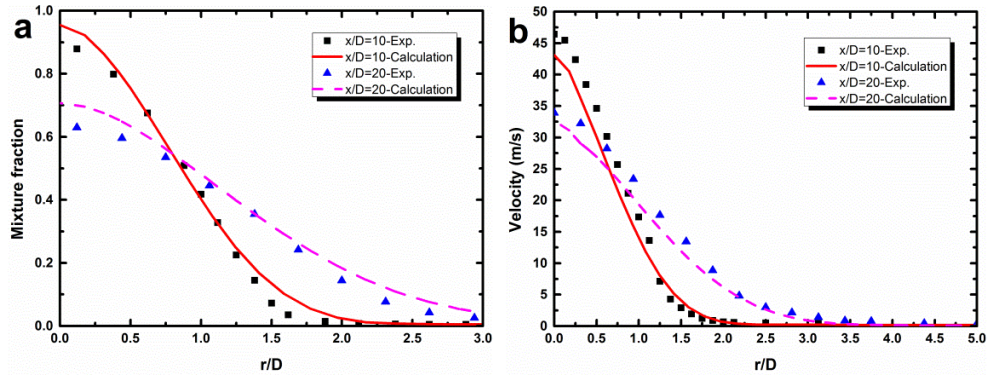 a
Mixture fraction
1.0
0.8
0.6
0.4
0.2
0.0
0.0 0.5 1.0 1.5 2.0 2.5 3.0
r/D
x/D=10-Exp.
x/D=10-Calculation
x/D=20-Exp.
x/D=20-Calculation
b
Velocity (m/s)
50
45
40
35
30
25
20
15
10
5
0
0.0 0.5 1.0 1.5 2.0 2.5 3.0 3.5 4.0 4.5 5.0
r/D
x/D=10-Exp.
x/D=10-Calculation
x/D=20-Exp.
x/D=20-Calculation